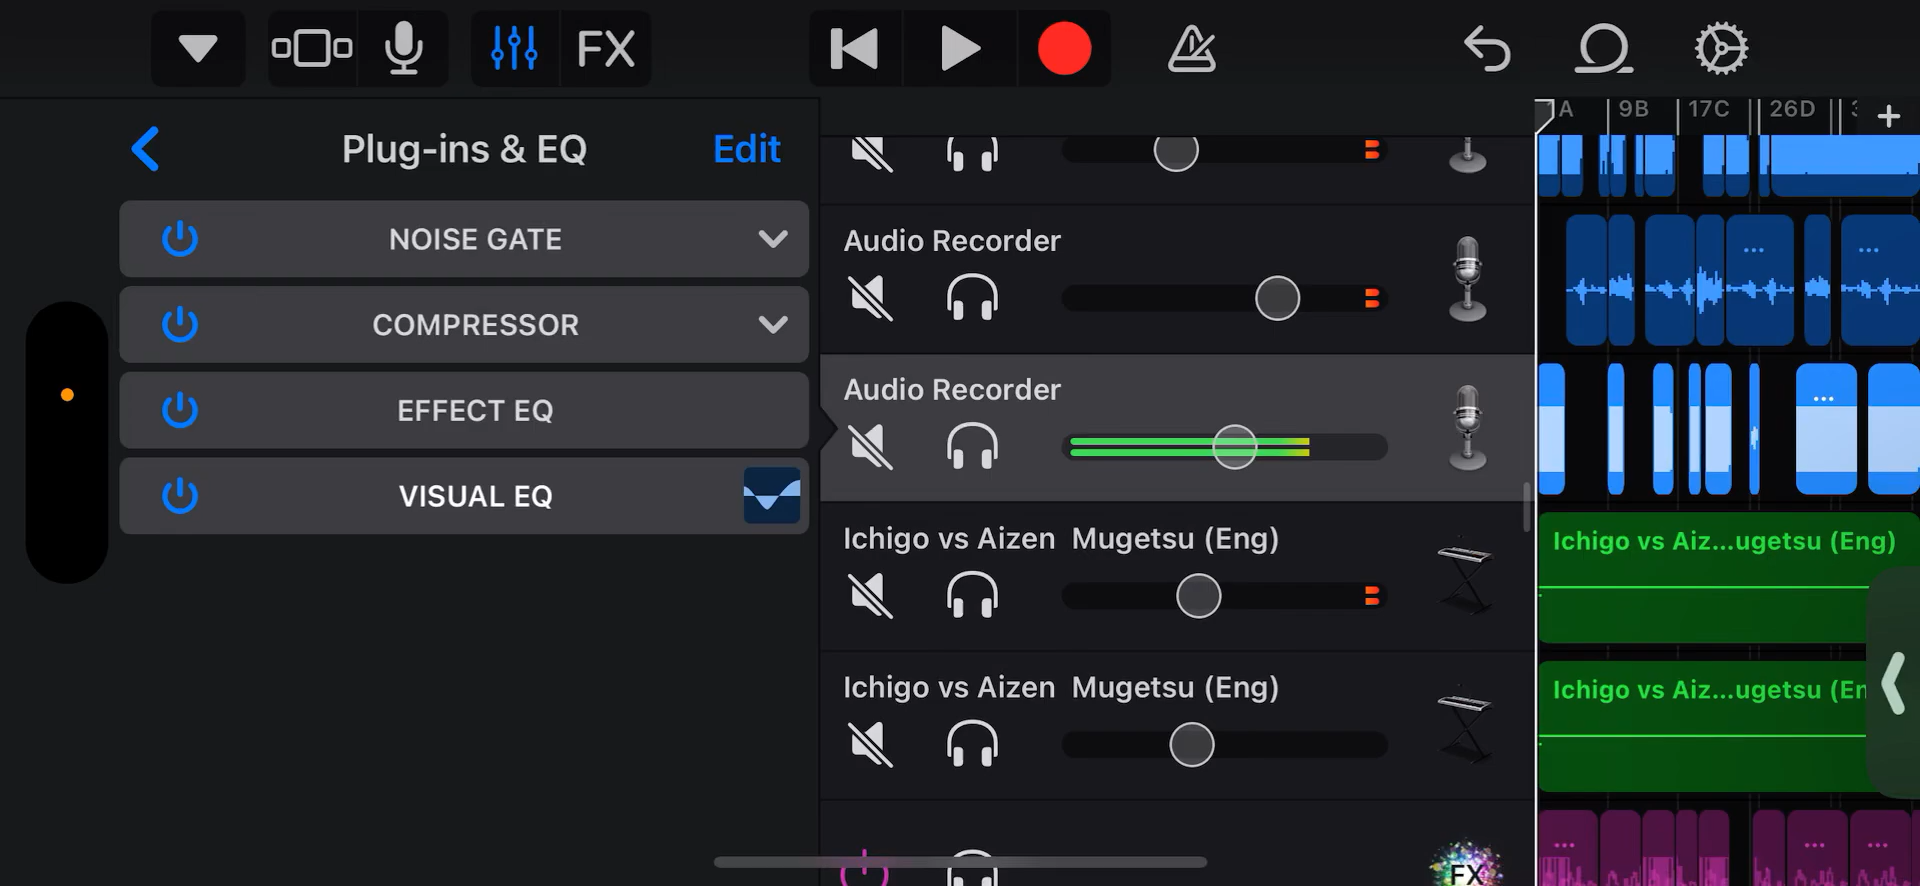 FX
A 9B 17C 26D 3
Plug-ins & EQ Edit
NOISE GATE
COMPRESSOR
EFFECT EQ
VISUAL EQ
Audio Recorder
Audio Recorder
Ichigo vs Aizen Mugetsu (Eng)
Ichigo vs Aizen Mugetsu (Eng)
Ichigo vs Aiz...ugetsu (Eng)
Ichigo vs Aiz...ugetsu (En
FX